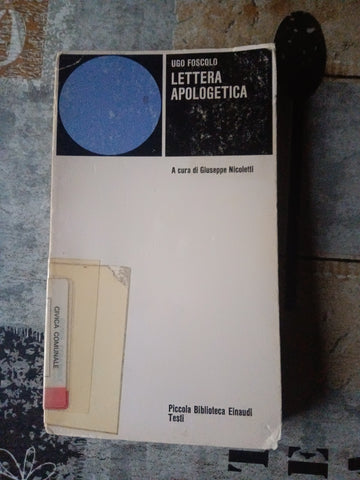 UGO FOSCOLO
LETTERA
APOLOGETICA
A cura di Giuseppe Nicoletti
CIVICA COMUNALE
Piccola Biblioteca Einaudi
Testi